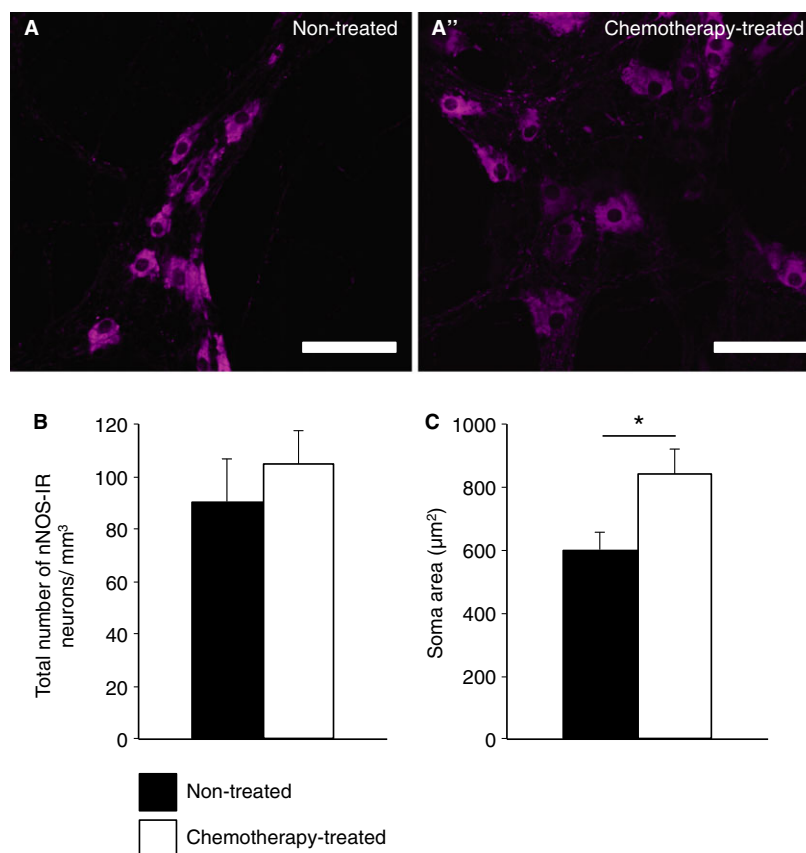 A
Non-treated
A"
Chemotherapy-treated
B
Total number of nNOS-IR
neurons/ mm³
120
100
80
60
40
20
0
C
Soma area (µm²)
1000
800
600
400
200
0
*
Non-treated
Chemotherapy-treated